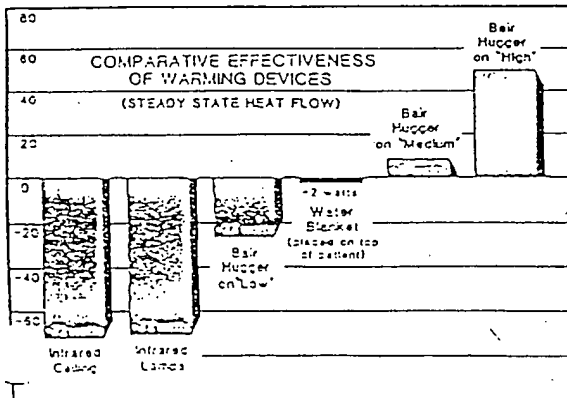 80
60
40
20
0
-20
-40
-60
COMPARATIVE EFFECTIVENESS
OF WARMING DEVICES
(STEADY STATE HEAT FLOW)
Bair
Hugger
on "High"
Bair
Hugger
on "Medium"
-2 watts
Water
Blanket
(placed on top
of patient)
Bair
Hugger
on "Low"
Infrared
Ceiling
Infrared
Lamps